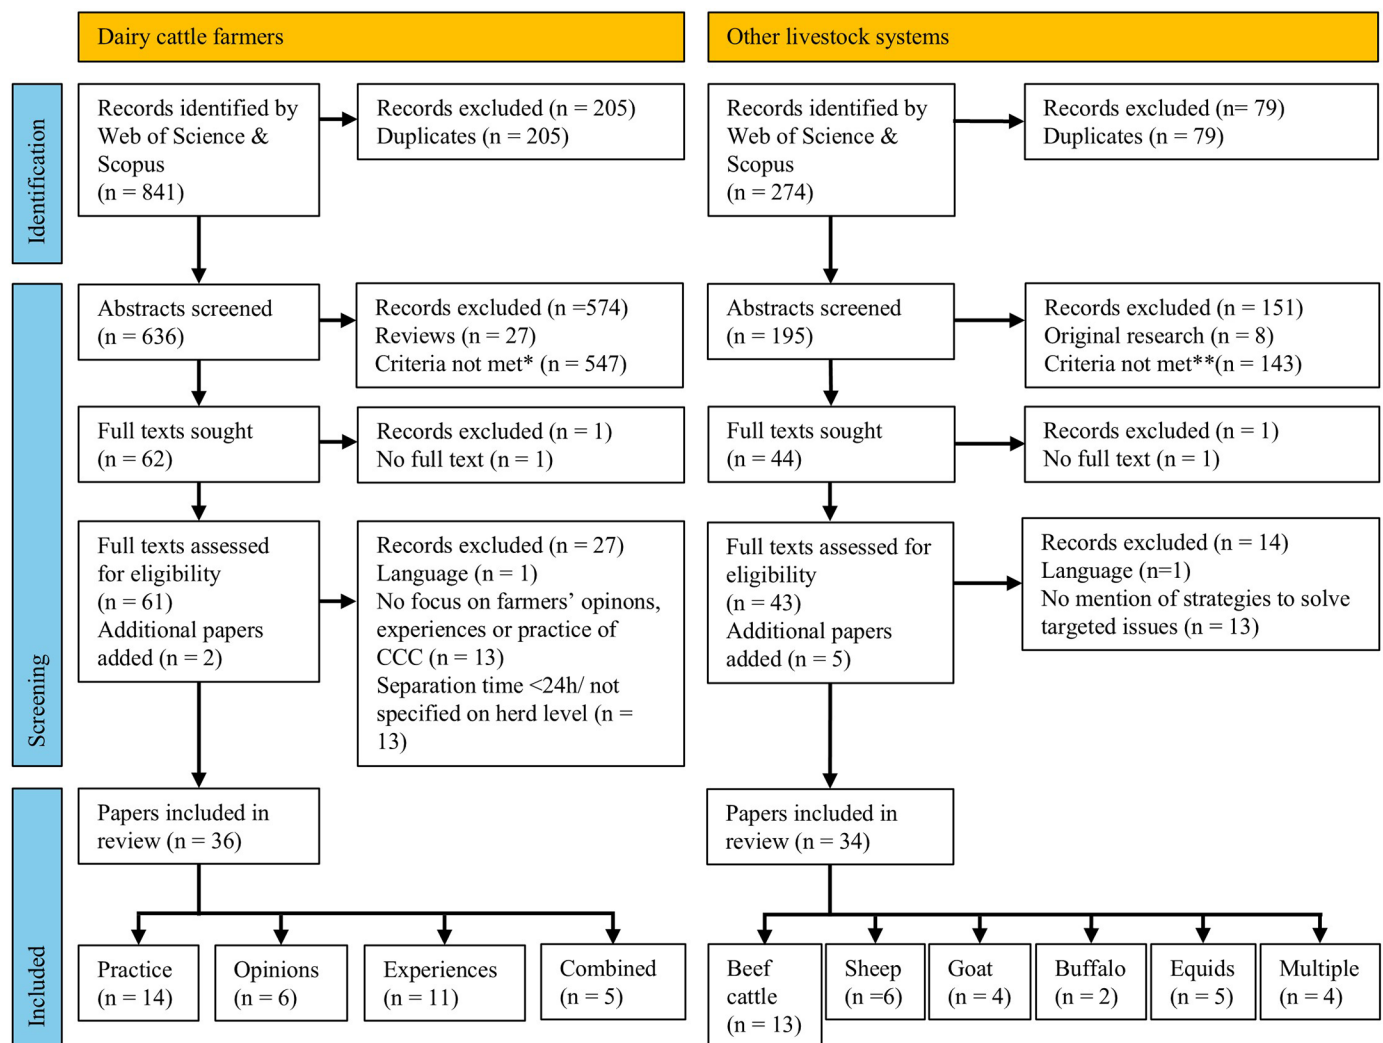 Dairy cattle farmers
Other livestock systems
Identification
Records identified by
Web of Science &
Scopus
(n = 841)
Records excluded (n = 205)
Duplicates (n = 205)
Records identified by
Web of Science &
Scopus
(n = 274)
Records excluded (n= 79)
Duplicates (n = 79)
Screening
Abstracts screened
(n = 636)
Records excluded (n =574)
Reviews (n = 27)
Criteria not met* (n = 547)
Abstracts screened
(n = 195)
Records excluded (n = 151)
Original research (n = 8)
Criteria not met**(n = 143)
Full texts sought
(n = 62)
Records excluded (n = 1)
No full text (n = 1)
Full texts sought
(n = 44)
Records excluded (n = 1)
No full text (n = 1)
Full texts assessed
for eligibility
(n = 61)
Additional papers
added (n = 2)
Records excluded (n = 27)
Language (n = 1)
No focus on farmers’ opinons,
experiences or practice of
CCC (n = 13)
Separation time <24h/ not
specified on herd level (n =
13)
Full texts assessed for
eligibility
(n = 43)
Additional papers
added (n = 5)
Records excluded (n = 14)
Language (n=1)
No mention of strategies to solve
targeted issues (n = 13)
Included
Papers included in
review (n = 36)
Papers included in
review (n = 34)
Practice
(n = 14)
Opinions
(n = 6)
Experiences
(n = 11)
Combined
(n = 5)
Beef
cattle
(n = 13)
Sheep
(n =6)
Goat
(n = 4)
Buffalo
(n = 2)
Equids
(n = 5)
Multiple
(n = 4)